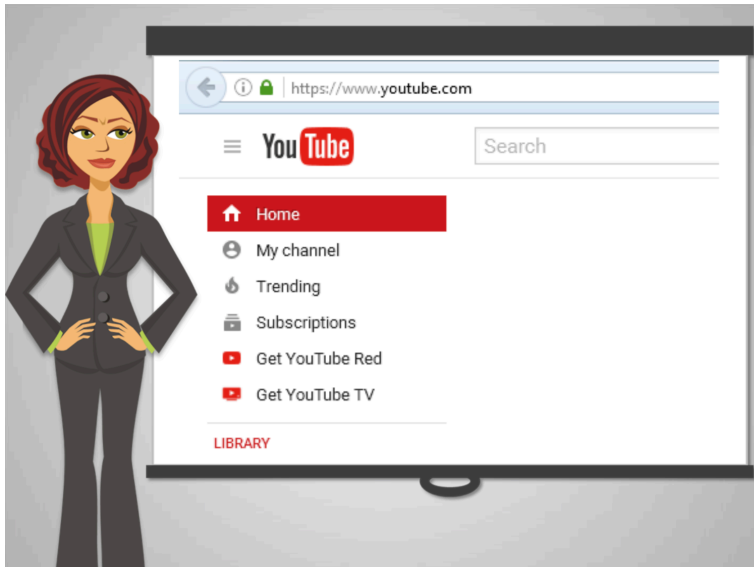 https://www.youtube.com
YouTube
Search
Home
My channel
Trending
Subscriptions
Get YouTube Red
Get YouTube TV
LIBRARY